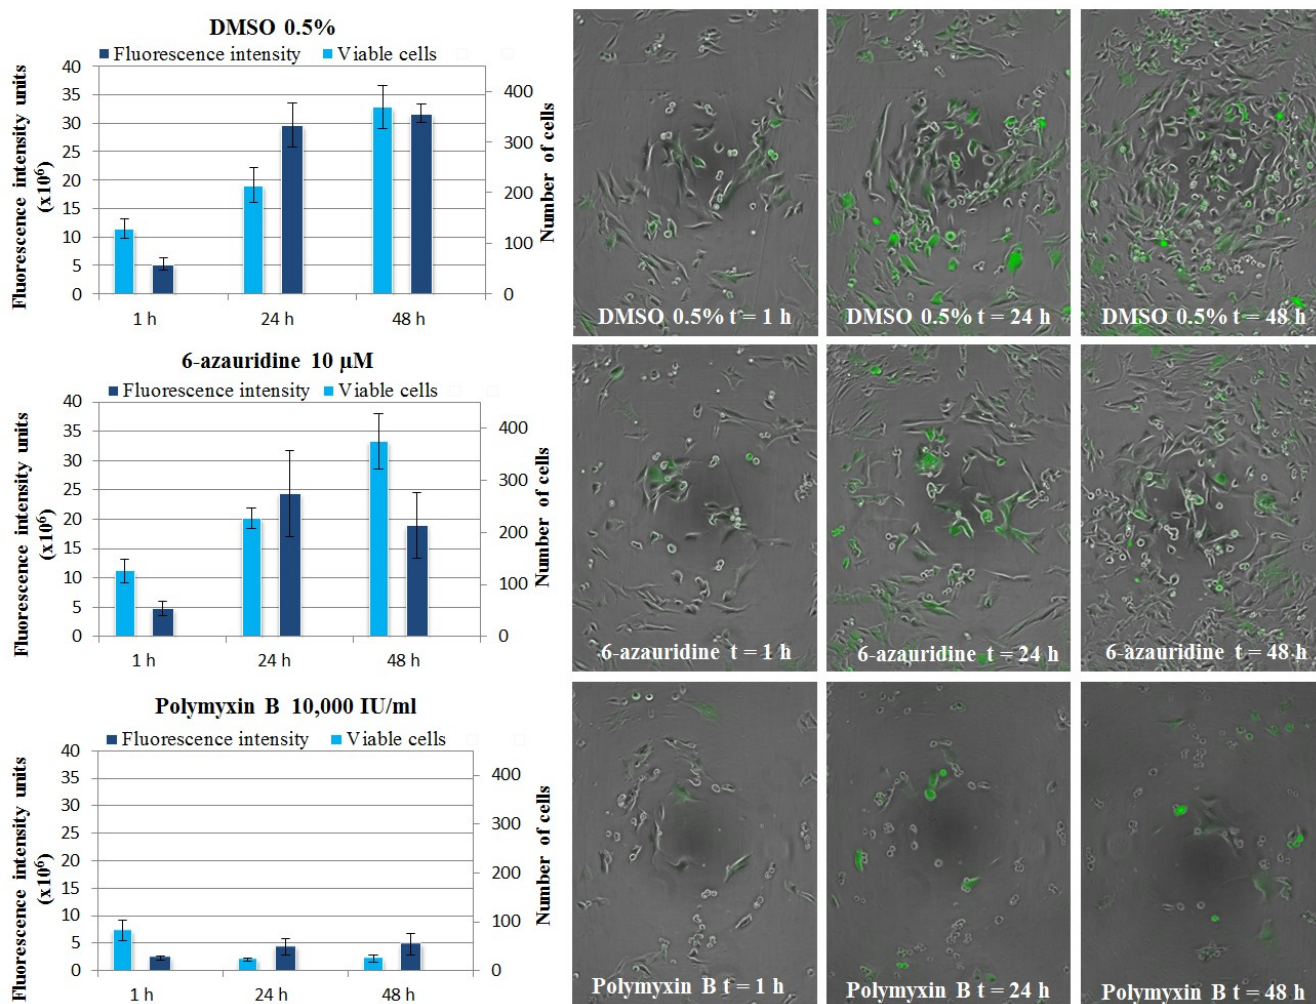 DMSO 0.5%
Fluorescence intensity Viable cells
Fluorescence intensity units
(x10⁶)
40
35
30
25
20
15
10
5
0
400
300
200
100
0
Number of cells
1 h 24 h 48 h
DMSO 0.5% t = 1 h
DMSO 0.5% t = 24 h
DMSO 0.5% t = 48 h
6-azauridine 10 µM
Fluorescence intensity Viable cells
Fluorescence intensity units
(x10⁶)
40
35
30
25
20
15
10
5
0
400
300
200
100
0
Number of cells
1 h 24 h 48 h
6-azauridine t = 1 h
6-azauridine t = 24 h
6-azauridine t = 48 h
Polymyxin B 10,000 IU/ml
Fluorescence intensity Viable cells
Fluorescence intensity units
(x10⁶)
40
35
30
25
20
15
10
5
0
400
300
200
100
0
Number of cells
1 h 24 h 48 h
Polymyxin B t = 1 h
Polymyxin B t = 24 h
Polymyxin B t = 48 h